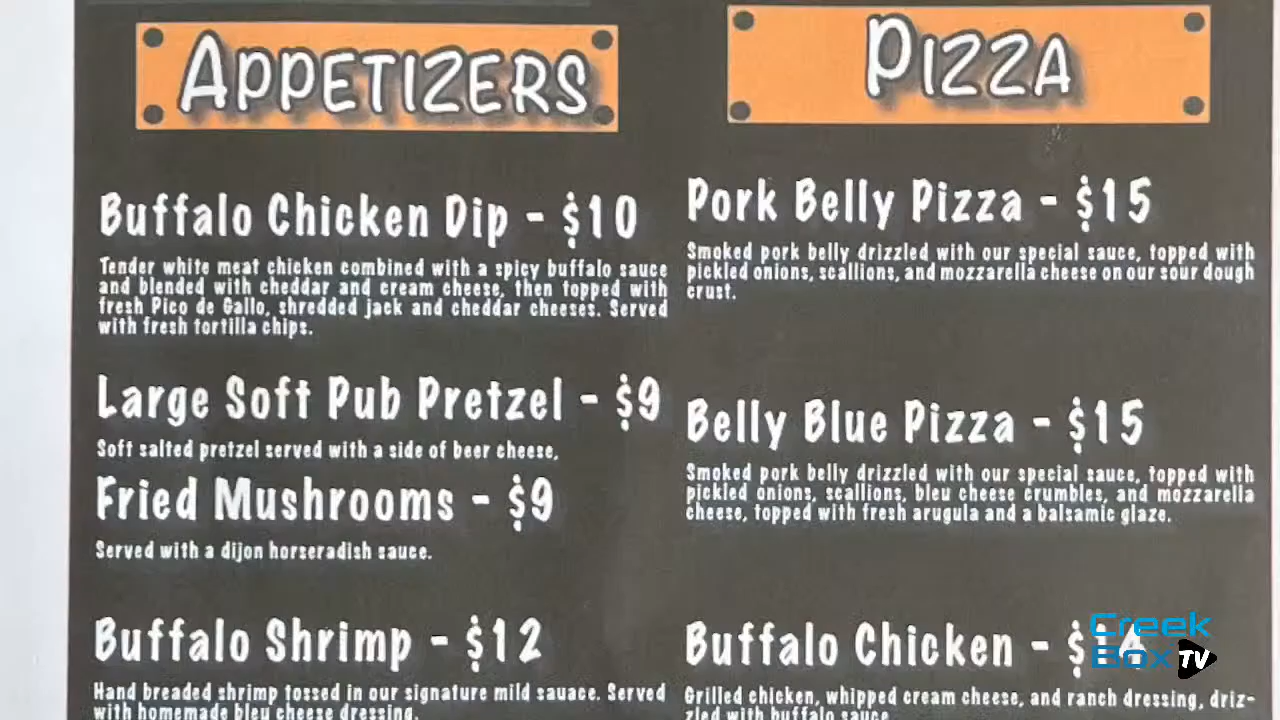 APPETIZERS
Buffalo Chicken Dip - $10
Tender white meat chicken combined with a spicy buffalo sauce
and blended with cheddar and cream cheese, then topped with
fresh Pico de Gallo, shredded jack and cheddar cheeses. Served
with fresh tortilla chips.
Large Soft Pub Pretzel - $9
Soft salted pretzel served with a side of beer cheese,
Fried Mushrooms - $9
Served with a dijon horseradish sauce.
Buffalo Shrimp - $12
Hand breaded shrimp tossed in our signature mild sauace. Served
with homemade bleu cheese dressing.
PIZZA
Pork Belly Pizza - $15
Smoked pork belly drizzled with our special sauce, topped with
pickled onions, scallions, and mozzarella cheese on our sour dough
crust.
Belly Blue Pizza - $15
Smoked pork belly drizzled with our special sauce, topped with
pickled onions, scallions, bleu cheese crumbles, and mozzarella
cheese, topped with fresh arugula and a balsamic glaze.
Buffalo Chicken - $14
Grilled chicken, whipped cream cheese, and ranch dressing, driz-
zled with buffalo sauce
Creek
Box TV